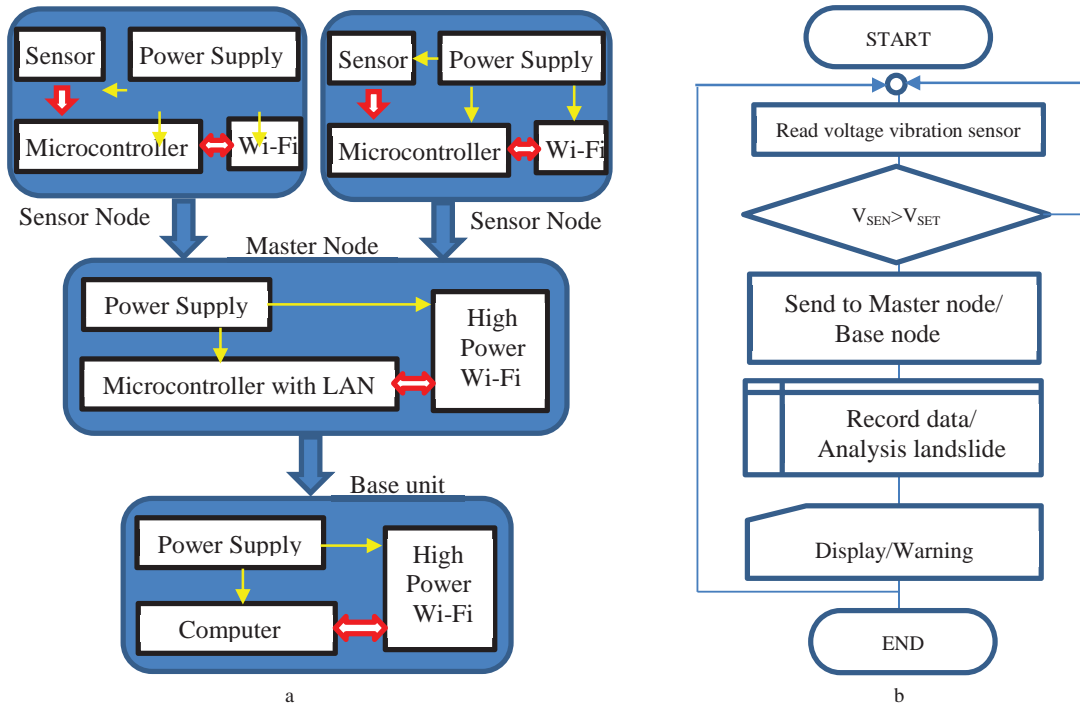 Sensor
Power Supply
Microcontroller
Wi-Fi
Sensor Node
Sensor
Power Supply
Microcontroller
Wi-Fi
Sensor Node
Master Node
Power Supply
High
Power
Wi-Fi
Microcontroller with LAN
Base unit
Power Supply
High
Power
Wi-Fi
Computer
a
START
Read voltage vibration sensor
VSEN>VSET
Send to Master node/
Base node
Record data/
Analysis landslide
Display/Warning
END
b